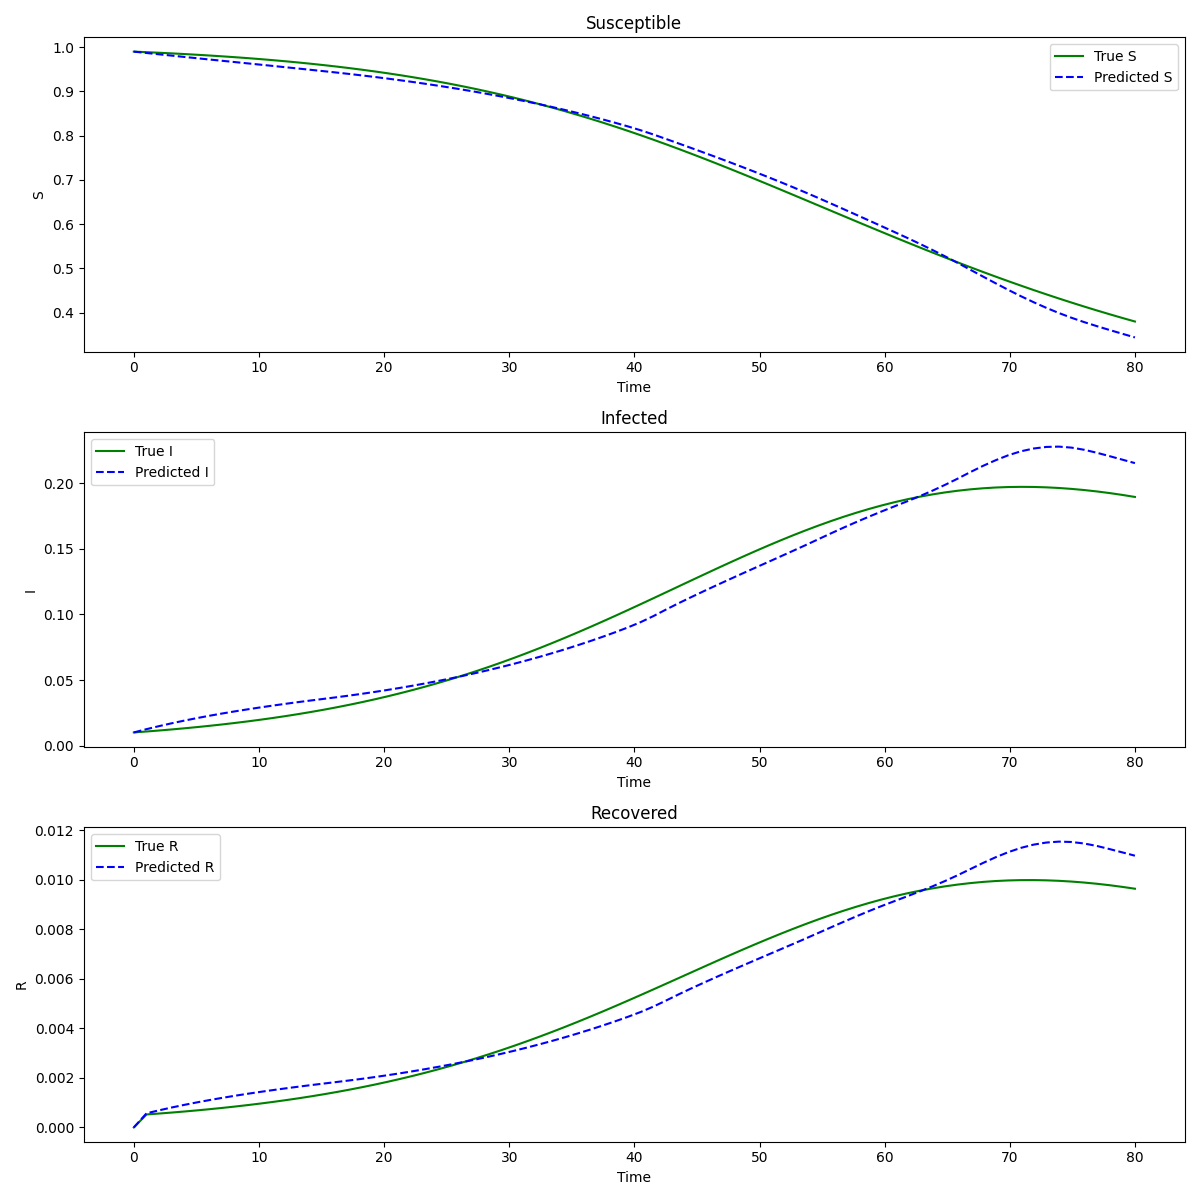 Susceptible
True S
Predicted S
1.0
0.9
0.8
0.7
0.6
0.5
0.4
S
0 10 20 30 40 50 60 70 80
Time
Infected
True I
Predicted I
0.20
0.15
0.10
0.05
0.00
I
0 10 20 30 40 50 60 70 80
Time
Recovered
True R
Predicted R
0.012
0.010
0.008
0.006
0.004
0.002
0.000
R
0 10 20 30 40 50 60 70 80
Time